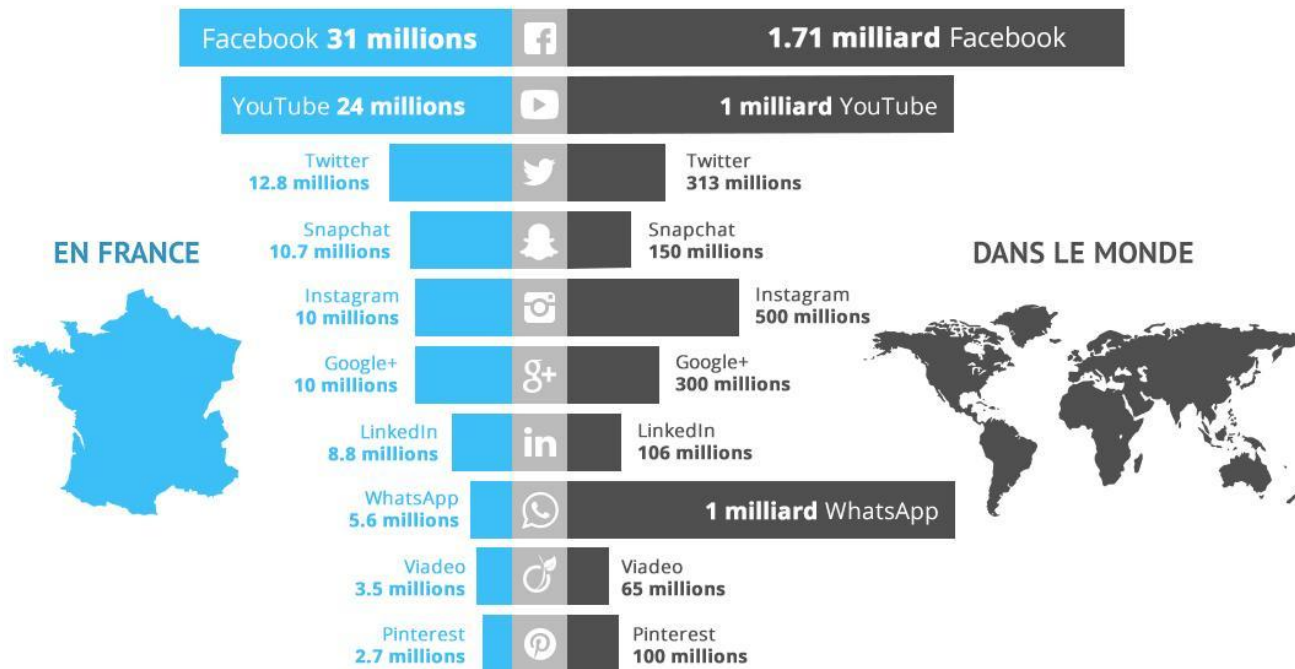 Facebook 31 millions
1.71 milliard Facebook
YouTube 24 millions
1 milliard YouTube
Twitter
12.8 millions
Twitter
313 millions
Snapchat
10.7 millions
Snapchat
150 millions
EN FRANCE
DANS LE MONDE
Instagram
10 millions
Instagram
500 millions
Google+
10 millions
g+
Google+
300 millions
LinkedIn
8.8 millions
in
LinkedIn
106 millions
WhatsApp
5.6 millions
1 milliard WhatsApp
Viadeo
3.5 millions
Viadeo
65 millions
Pinterest
2.7 millions
Pinterest
100 millions